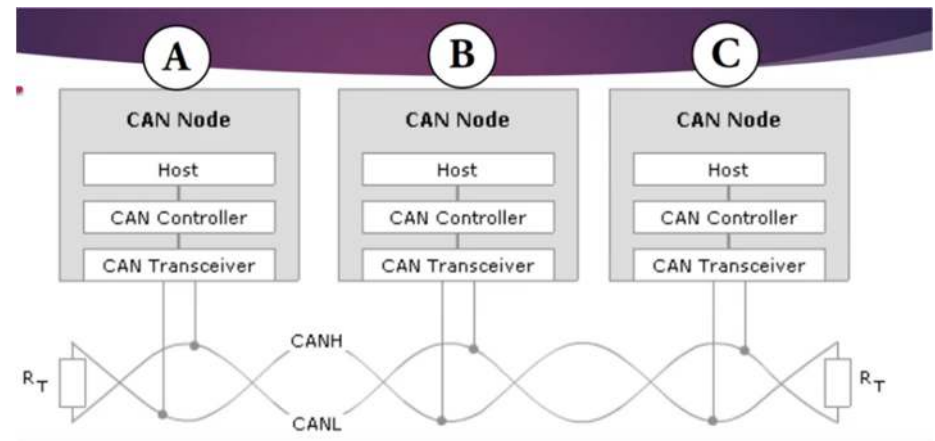 A
B
C
CAN Node
CAN Node
CAN Node
Host
Host
Host
CAN Controller
CAN Controller
CAN Controller
CAN Transceiver
CAN Transceiver
CAN Transceiver
CANH
RT
RT
CANL